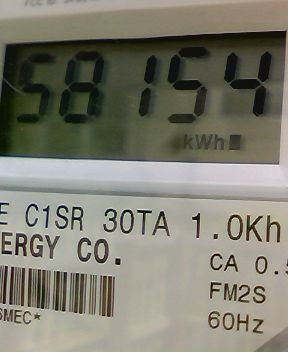 58154
kWh
E C1SR 30TA 1.0Kh
ERGY CO.
CA 0.5
FM2S
SMEC*
60Hz